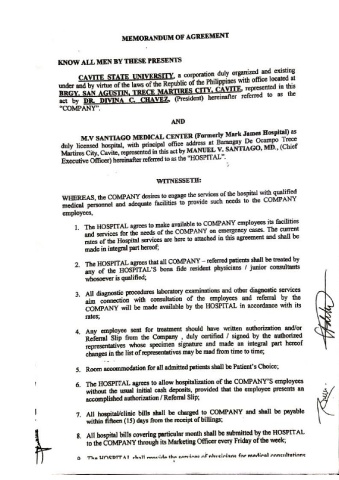 MEMORANDUM OF AGREEMENT
KNOW ALL MEN BY THESE PRESENTS
CAVITE STATE UNIVERSITY, a corporation duly organized and existing
under and by virtue of the laws of the Republic of the Philippines with office located at
BRGY. SAN AGUSTIN, TRECE MARTIRES CITY, CAVITE, represented in this
act by DR. DIVINA C. CHAVEZ, (President) hereinafter referred to as the
"COMPANY".
AND
M.V SANTIAGO MEDICAL CENTER (Formerly Mark James Hospital) as
duly licensed hospital, with principal office address at Barangay De Ocampo Trece
Martires City, Cavite, represented in this act by MANUEL V. SANTIAGO, MD., (Chief
Executive Officer) hereinafter referred to as the "HOSPITAL".
WITNESSETH:
WHEREAS, the COMPANY desires to engage the services of the hospital with qualified
medical personnel and adequate facilities to provide such needs to the COMPANY
employees,
1. The HOSPITAL agrees to make available to COMPANY employees its facilities
and services for the needs of the COMPANY on emergency cases. The current
rates of the Hospital services are here to attached in this agreement and shall be
made in integral part hereof;
2. The HOSPITAL agrees that all COMPANY – referred patients shall be treated by
any of the HOSPITAL'S bona fide resident physicians / junior consultants
whosoever is qualified;
3. All diagnostic procedures laboratory examinations and other diagnostic services
aim connection with consultation of the employees and referral by the
COMPANY will be made available by the HOSPITAL in accordance with its
rates;
4. Any employee sent for treatment should have written authorization and/or
Referral Slip from the Company , duly certified / signed by the authorized
representatives whose specimen signature and made an integral part hereof
changes in the list of representatives may be mad from time to time;
5. Room accommodation for all admitted patients shall be Patient's Choice;
6. The HOSPITAL agrees to allow hospitalization of the COMPANY'S employees
without the usual initial cash deposits, provided that the employee presents an
accomplished authorization / Referral Slip;
7. All hospital/clinic bills shall be charged to COMPANY and shall be payable
within fifteen (15) days from the receipt of billings;
8. All hospital bills covering particular month shall be submitted by the HOSPITAL
to the COMPANY through its Marketing Officer every Friday of the week;
9. The HOSPITAL shall provide the services of physicians for medical consultations